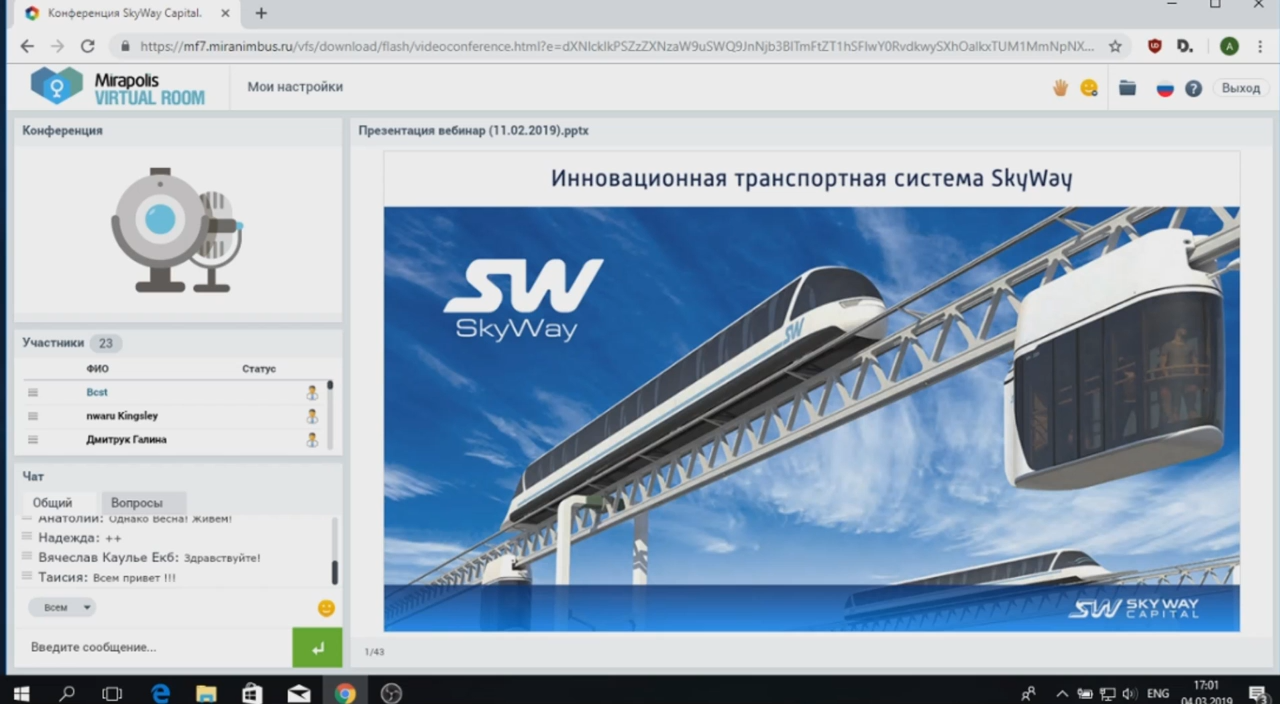 Конференция SkyWay Capital.
https://mf7.miranimbus.ru/vfs/download/flash/videoconference.html?e=
Mirapolis
VIRTUAL ROOM
Мои настройки
Выход
Конференция
Презентация вебинар (11.02.2019).pptx
Инновационная транспортная система SkyWay
SW
SkyWay
SW
Участники 23
ФИО Статус
Bcst
nwaru Kingsley
Дмитрук Галина
Чат
Общий Вопросы
Анатолий: Однако Весна! Живем!
Надежда: ++
Вячеслав Каулье Екб: Здравствуйте!
Таисия: Всем привет !!!
Всем
Введите сообщение...
SW SKY WAY
CAPITAL
1/43
ENG
17:01
04.03.2019